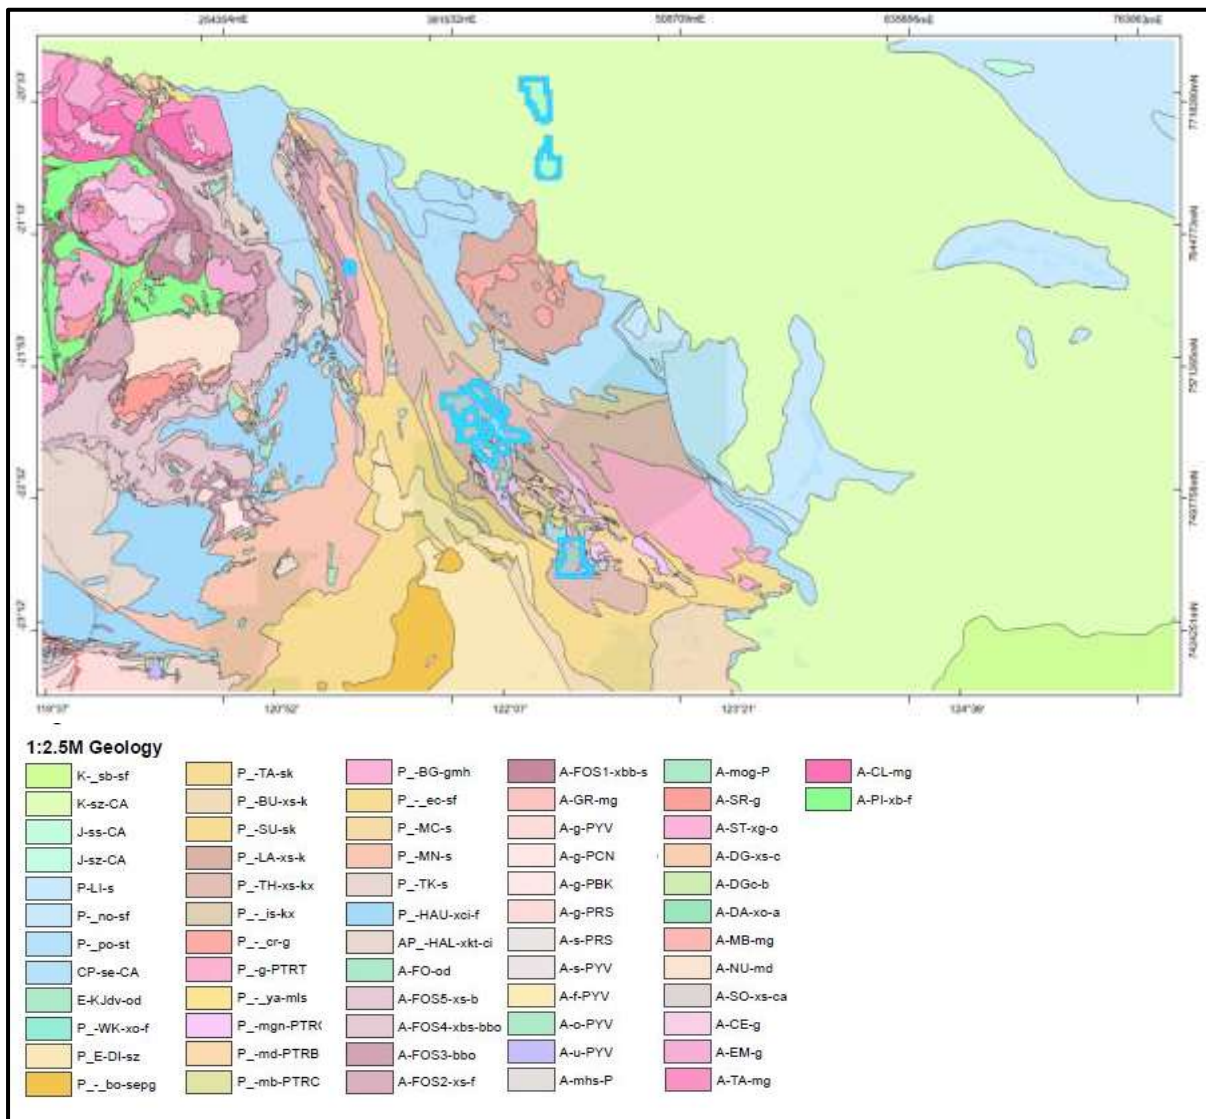 122°07'
123°21'
1:2.5M Geology
K-_sb-sf
K-sz-CA
J-ss-CA
J-sz-CA
P-LI-s
P-_no-sf
P-_po-st
CP-se-CA
E-KJdv-od
P_-WK-xo-f
P_E-DI-sz
P_-_bo-sepg
P_-TA-sk
P_-BU-xs-k
P_-SU-sk
P_-LA-xs-k
P_-TH-xs-kx
P_-_is-kx
P_-_cr-g
P_-g-PTRT
P_-_ya-mls
P_-mgn-PTRC
P_-md-PTRB
P_-mb-PTRC
P_-BG-gmh
P_-_ec-sf
P_-MC-s
P_-MN-s
P_-TK-s
P_-HAU-xci-f
AP_-HAL-xkt-ci
A-FO-od
A-FOS5-xs-b
A-FOS4-xbs-bbo
A-FOS3-bbo
A-FOS2-xs-f
A-FOS1-xbb-s
A-GR-mg
A-g-PYV
A-g-PCN
A-g-PBK
A-g-PRS
A-s-PRS
A-s-PYV
A-f-PYV
A-o-PYV
A-u-PYV
A-mhs-P
A-mog-P
A-SR-g
A-ST-xg-o
A-DG-xs-c
A-DGc-b
A-DA-xo-a
A-MB-mg
A-NU-md
A-SO-xs-ca
A-CE-g
A-EM-g
A-TA-mg
A-CL-mg
A-PI-xb-f